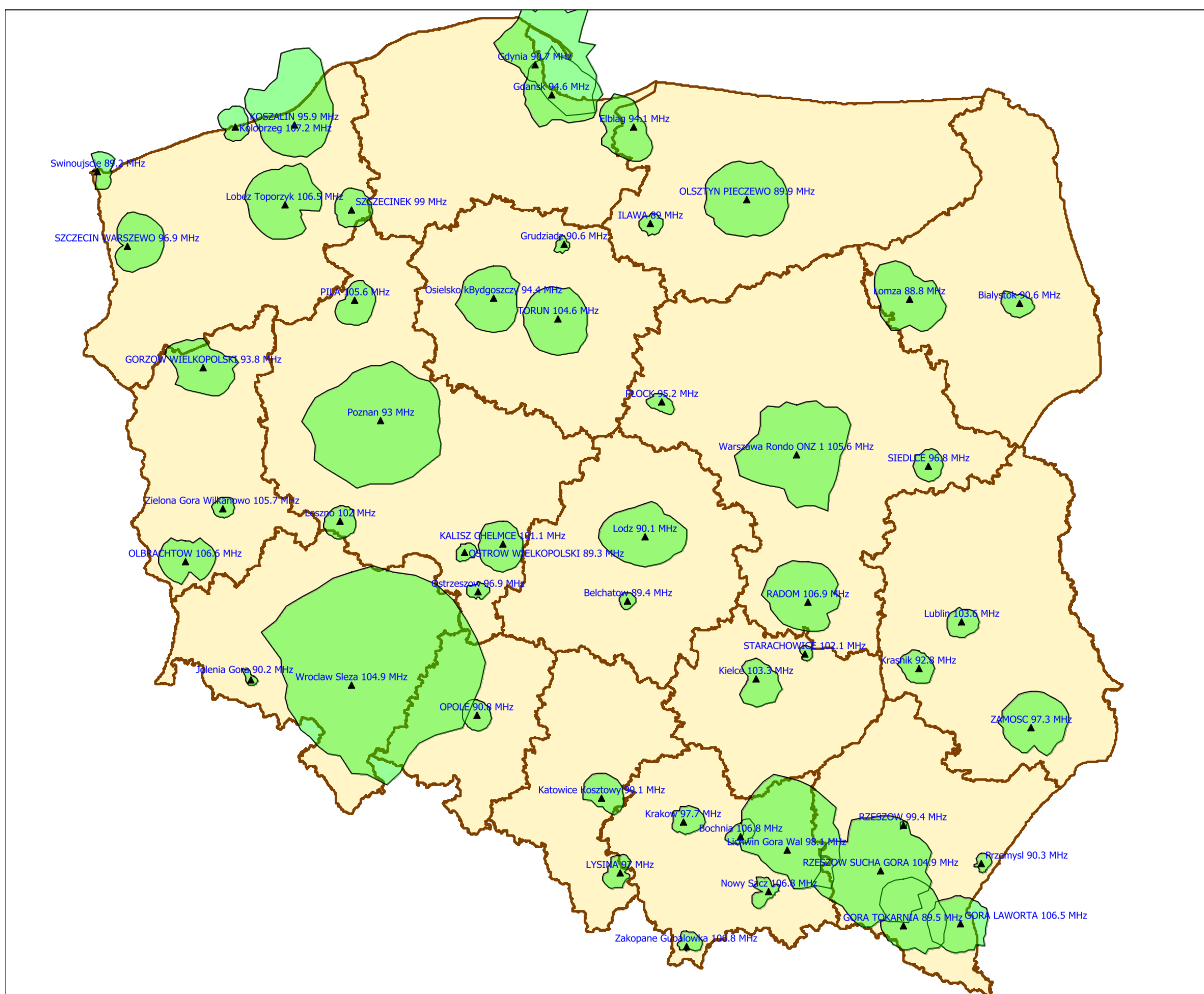 Gdynia 90.7 MHz
Gdansk 94.6 MHz
KOSZALIN 95.9 MHz
Elblag 94.1 MHz
Kolobrzeg 107.2 MHz
Swinoujscie 89.2 MHz
OLSZTYN PIECZEWO 89.9 MHz
Lobez Toporzyk 106.5 MHz
SZCZECINEK 99 MHz
ILAWA 89 MHz
Grudziadz 90.6 MHz
SZCZECIN WARSZEWO 96.9 MHz
Osielsko kBydgoszczy 94.4 MHz
PILA 105.6 MHz
Lomza 88.8 MHz
Bialystok 90.6 MHz
TORUN 104.6 MHz
GORZOW WIELKOPOLSKI 93.8 MHz
PLOCK 95.2 MHz
Poznan 93 MHz
Warszawa Rondo ONZ 1 105.6 MHz
SIEDLCE 96.8 MHz
Zielona Gora Wilkanowo 105.7 MHz
Leszno 102 MHz
Lodz 90.1 MHz
KALISZ CHELMCE 101.1 MHz
OLBRACHTOW 106.6 MHz
OSTROW WIELKOPOLSKI 89.3 MHz
Ostrzeszow 96.9 MHz
Belchatow 89.4 MHz
RADOM 106.9 MHz
Lublin 103.6 MHz
STARACHOWICE 102.1 MHz
Krasnik 92.8 MHz
Jelenia Gora 90.2 MHz
Kielce 103.3 MHz
Wroclaw Sleza 104.9 MHz
OPOLE 90.8 MHz
ZAMOSC 97.3 MHz
Katowice Kosztowy 99.1 MHz
RZESZOW 99.4 MHz
Krakow 97.7 MHz
Bochnia 106.8 MHz
Lichwin Gora Wal 98.1 MHz
Przemysl 90.3 MHz
LYSINA 97 MHz
RZESZOW SUCHA GORA 104.9 MHz
Nowy Sacz 106.8 MHz
GORA TOKARNIA 89.5 MHz
GORA LAWORTA 106.5 MHz
Zakopane Gubalowka 106.8 MHz